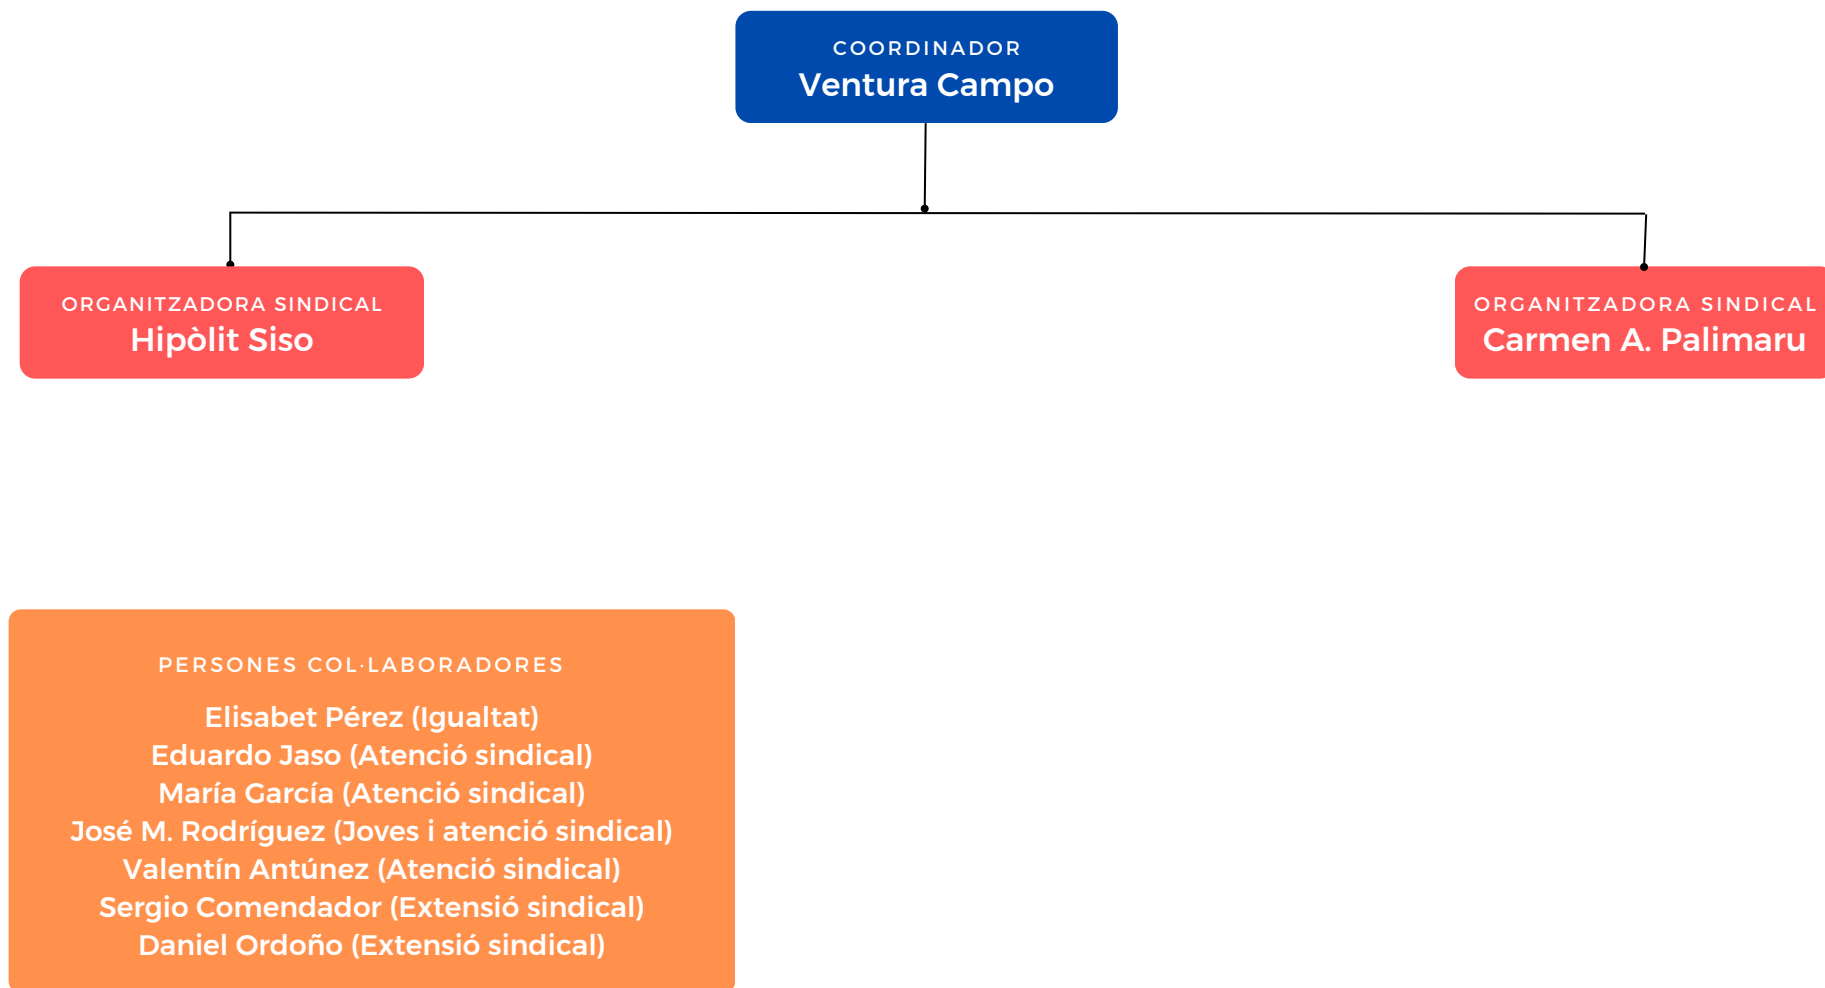 COORDINADOR
Ventura Campo
ORGANITZADORA SINDICAL
Hipòlit Siso
ORGANITZADORA SINDICAL
Carmen A. Palimaru
PERSONES COL·LABORADORES
Elisabet Pérez (Igualtat)
Eduardo Jaso (Atenció sindical)
María García (Atenció sindical)
José M. Rodríguez (Joves i atenció sindical)
Valentín Antúnez (Atenció sindical)
Sergio Comendador (Extensió sindical)
Daniel Ordoño (Extensió sindical)